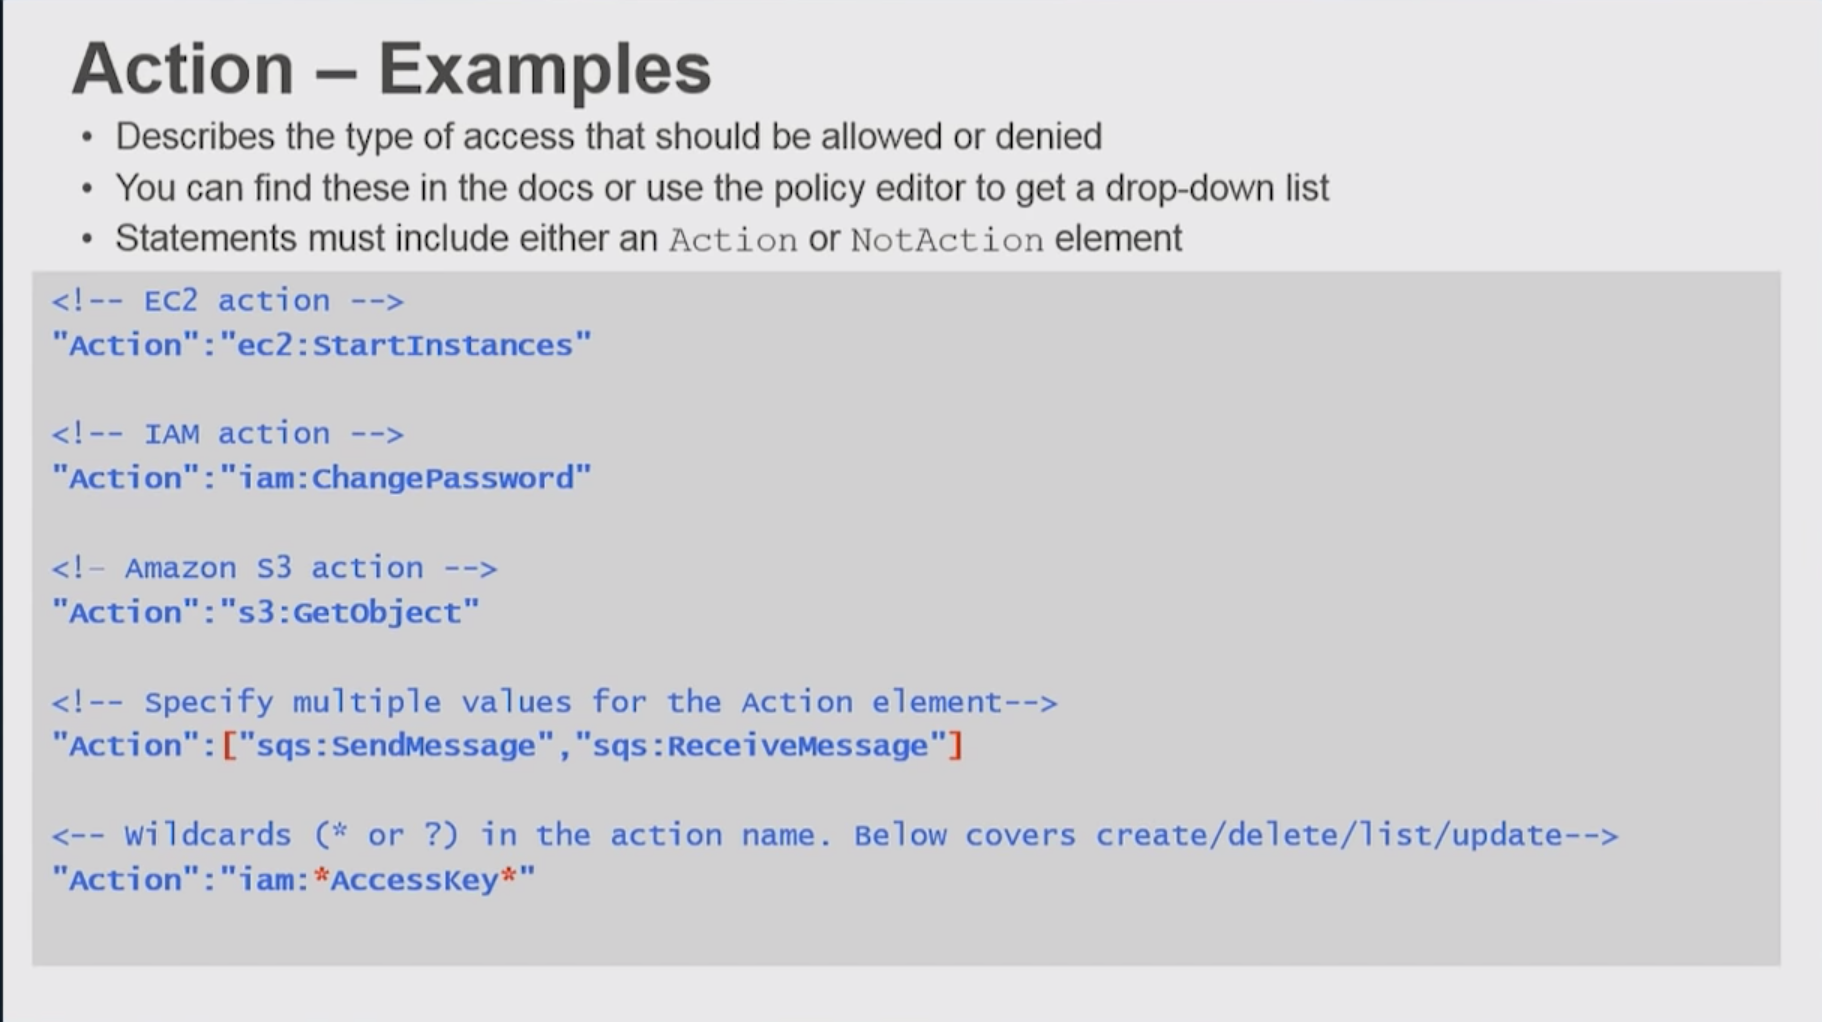 Action – Examples
• Describes the type of access that should be allowed or denied
• You can find these in the docs or use the policy editor to get a drop-down list
• Statements must include either an Action or NotAction element
<!-- EC2 action -->
"Action":"ec2:StartInstances"
<!-- IAM action -->
"Action":"iam:ChangePassword"
<!– Amazon S3 action -->
"Action":"s3:GetObject"
<!-- Specify multiple values for the Action element-->
"Action":["sqs:SendMessage","sqs:ReceiveMessage"]
<-- Wildcards (* or ?) in the action name. Below covers create/delete/list/update-->
"Action":"iam:*AccessKey*"